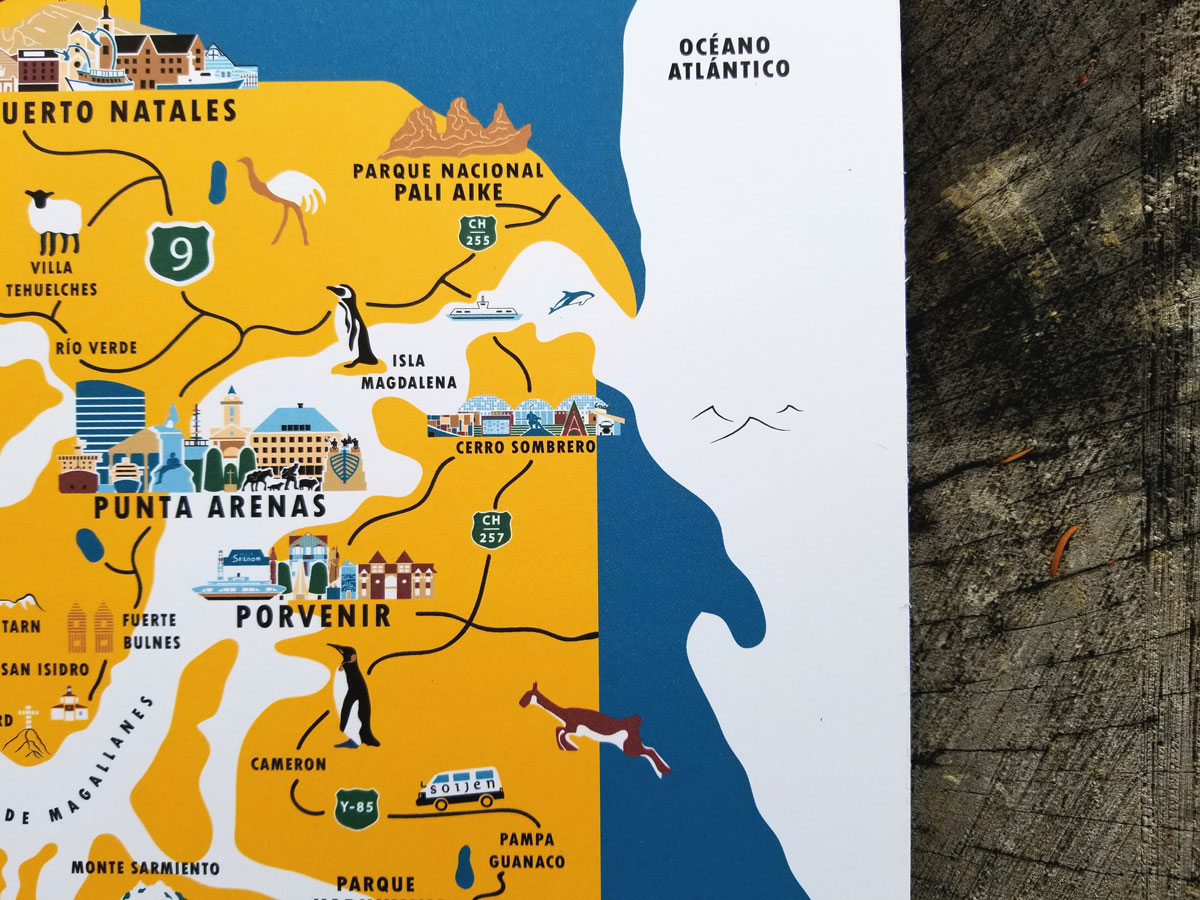 OCÉANO
ATLÁNTICO
UERTO NATALES
PARQUE NACIONAL
PALI AIKE
CH
255
9
VILLA
TEHUELCHES
RÍO VERDE
ISLA
MAGDALENA
CERRO SOMBRERO
PUNTA ARENAS
CH
257
Selknam
PORVENIR
TARN
FUERTE
BULNES
SAN ISIDRO
RD
DE MAGALLANES
CAMERON
soijen
Y-85
PAMPA
GUANACO
MONTE SARMIENTO
PARQUE